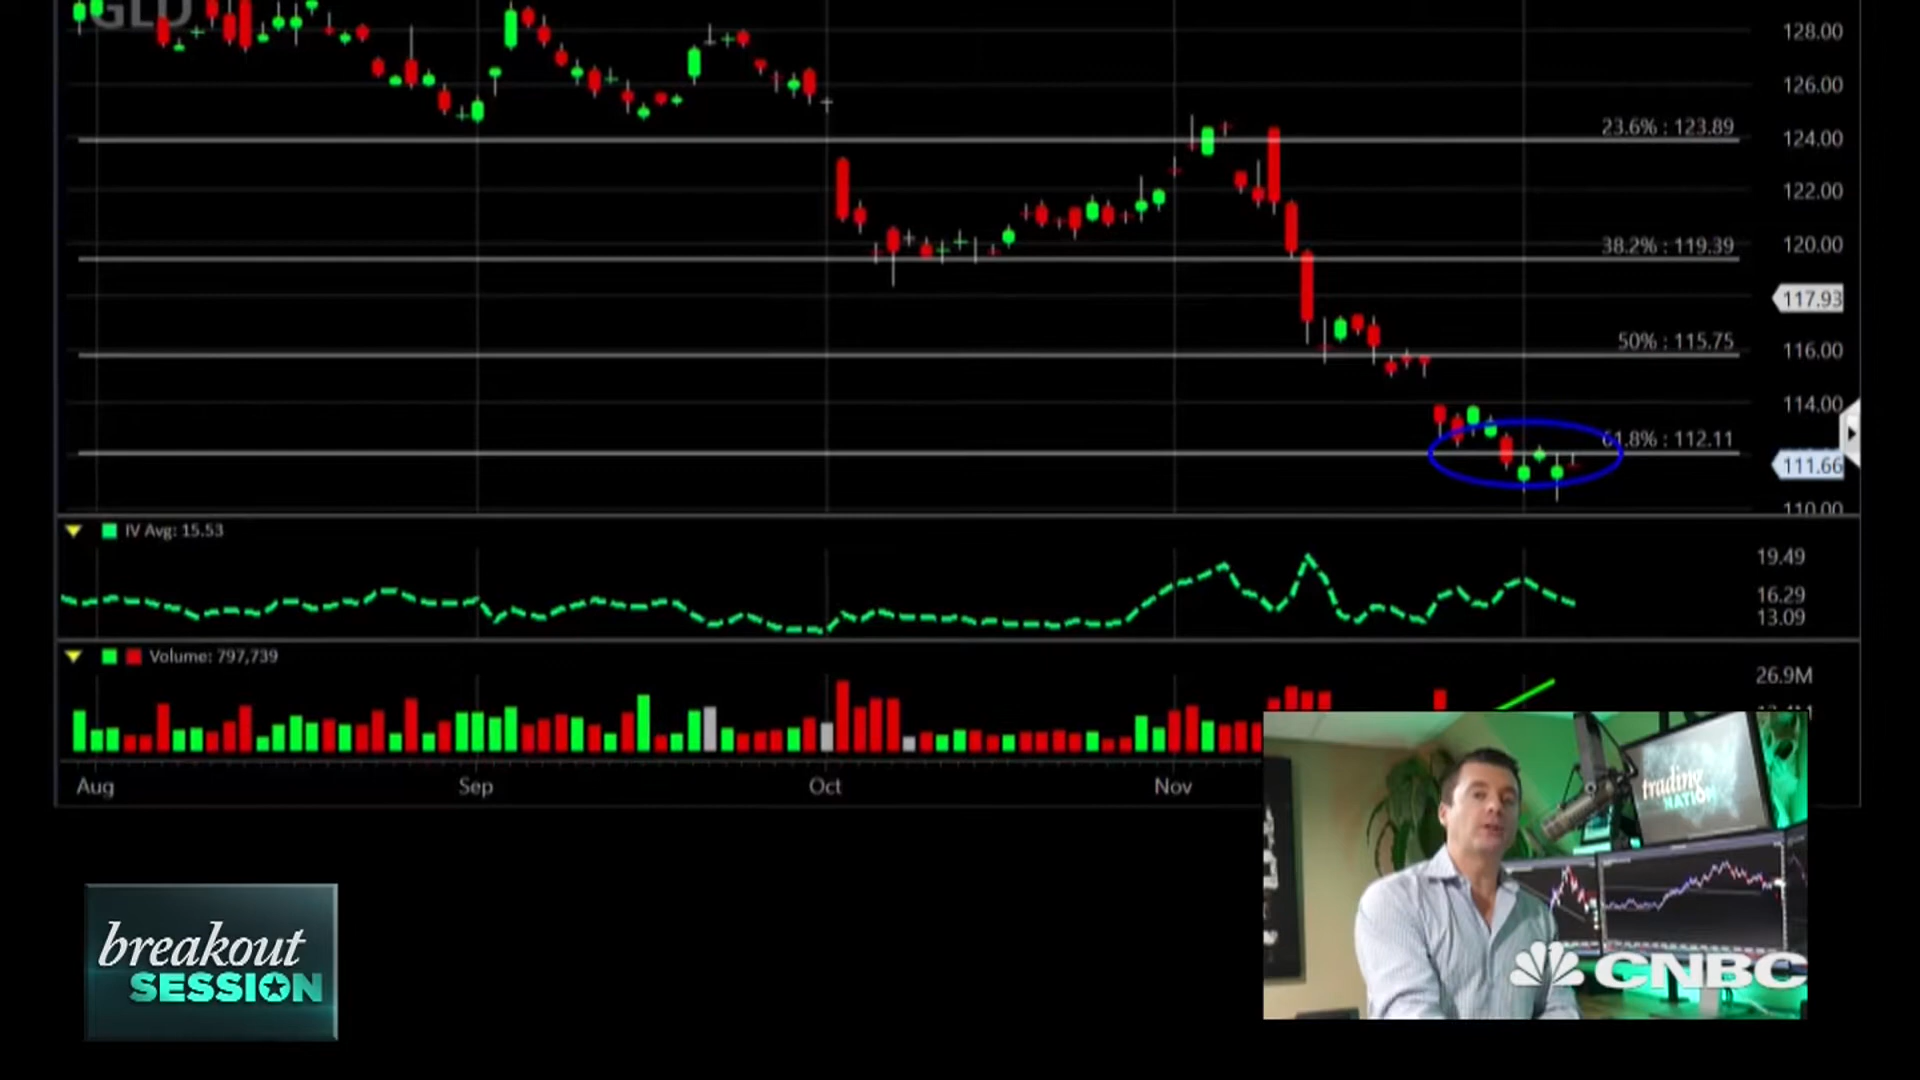 GLD
128.00
126.00
23.6% : 123.89
124.00
122.00
38.2% : 119.39
120.00
117.93
50% : 115.75
116.00
114.00
61.8% : 112.11
111.66
110.00
IV Avg: 15.53
19.49
16.29
13.09
Volume: 797,739
26.9M
Aug
Sep
Oct
Nov
trading
NATION
breakout
SESSION
CNBC